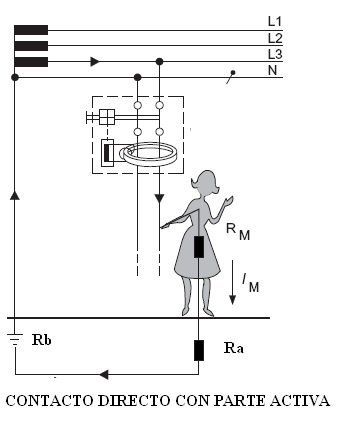 L1
L2
L3
N
R M
I M
Rb
Ra
CONTACTO DIRECTO CON PARTE ACTIVA